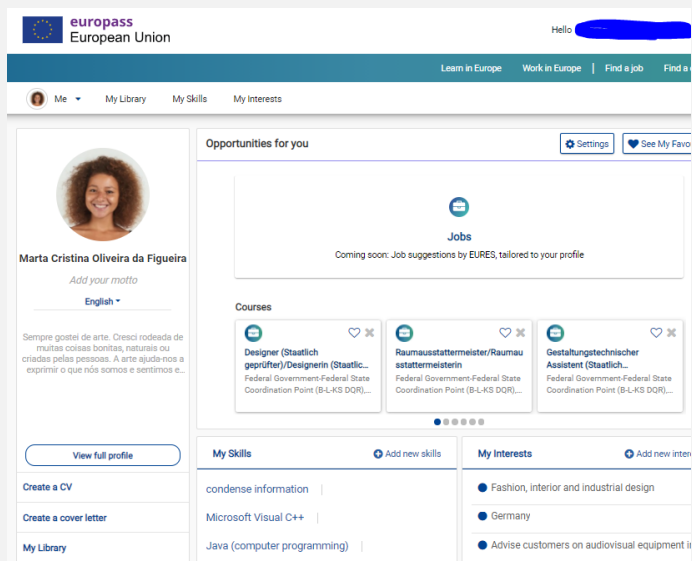 europass
European Union
Hello
Learn in Europe Work in Europe | Find a job Find a
Me My Library My Skills My Interests
Opportunities for you
Settings
See My Favo
Jobs
Coming soon: Job suggestions by EURES, tailored to your profile
Marta Cristina Oliveira da Figueira
Add your motto
English
Sempre gostei de arte. Cresci rodeada de
muitas coisas bonitas, naturais ou
criadas pelas pessoas. A arte ajuda-nos a
exprimir o que nós somos e sentimos e...
View full profile
Create a CV
Create a cover letter
My Library
Courses
Designer (Staatlich
geprüfter)/Designerin (Staatlic...
Federal Government-Federal State
Coordination Point (B-L-KS DQR),...
Raumausstattermeister/Raumau
sstattermeisterin
Federal Government-Federal State
Coordination Point (B-L-KS DQR),...
Gestaltungstechnischer
Assistent (Staatlich...
Federal Government-Federal State
Coordination Point (B-L-KS DQR),...
My Skills
Add new skills
condense information
Microsoft Visual C++
Java (computer programming)
My Interests
Add new inter
Fashion, interior and industrial design
Germany
Advise customers on audiovisual equipment i